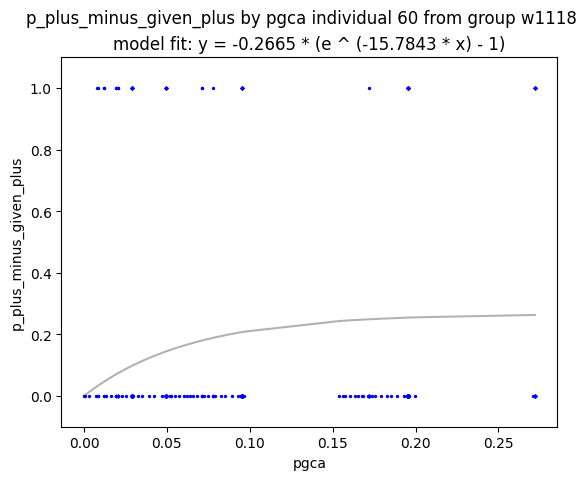 p_plus_minus_given_plus by pgca individual 60 from group w1118
model fit: y = -0.2665 * (e ^ (-15.7843 * x) - 1)
1.0
0.8
0.6
0.4
0.2
0.0
p_plus_minus_given_plus
0.00 0.05 0.10 0.15 0.20 0.25
pgca